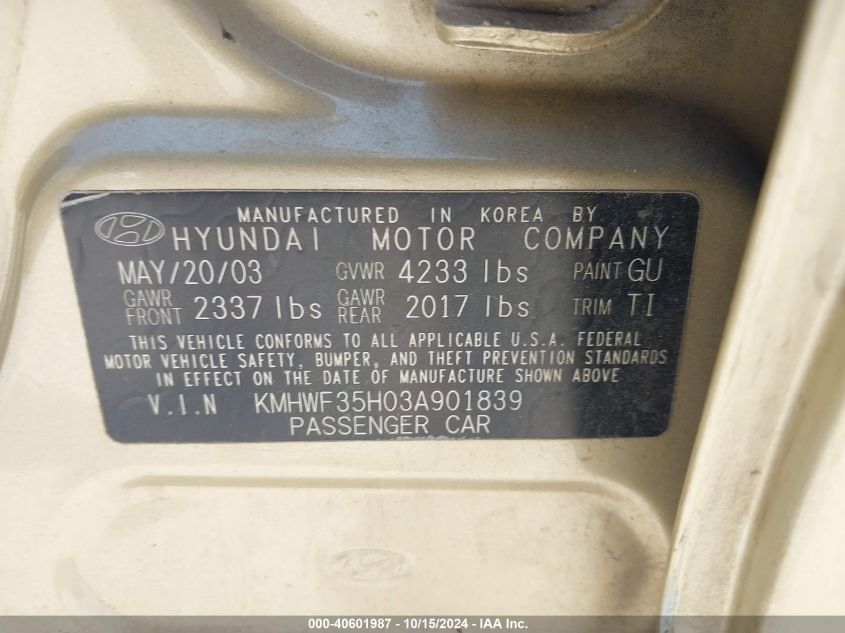 MANUFACTURED IN KOREA BY
HYUNDAI MOTOR COMPANY
MAY/20/03 GVWR 4233 lbs PAINT GU
GAWR FRONT 2337 lbs GAWR REAR 2017 lbs TRIM TI
THIS VEHICLE CONFORMS TO ALL APPLICABLE U.S.A. FEDERAL
MOTOR VEHICLE SAFETY, BUMPER, AND THEFT PREVENTION STANDARDS
IN EFFECT ON THE DATE OF MANUFACTURE SHOWN ABOVE
V.I.N KMHWF35H03A901839
PASSENGER CAR
000-40601987 - 10/15/2024 - IAA Inc.